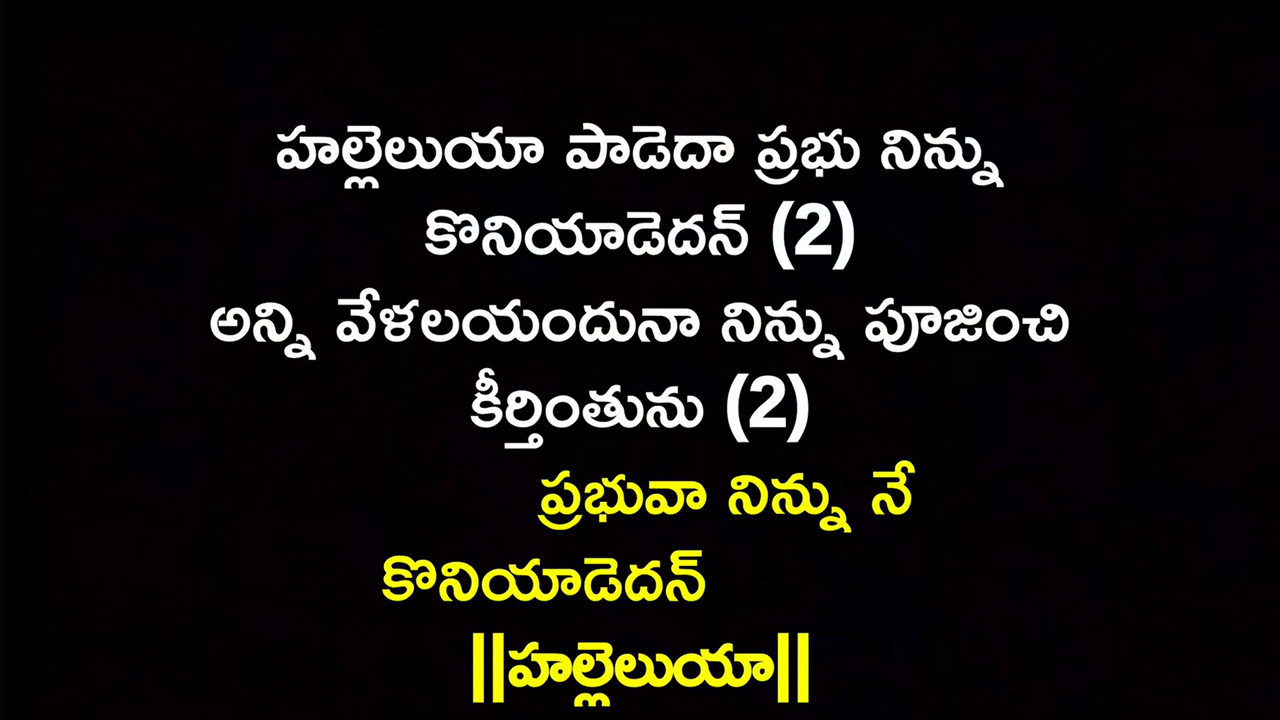 హల్లెలుయా పాడెదా ప్రభు నిన్ను
కొనియాడెదన్ (2)
అన్ని వేళలయందునా నిన్ను పూజించి
కీర్తింతును (2)
ప్రభువా నిన్ను నే
కొనియాడెదన్
||హల్లెలుయా||